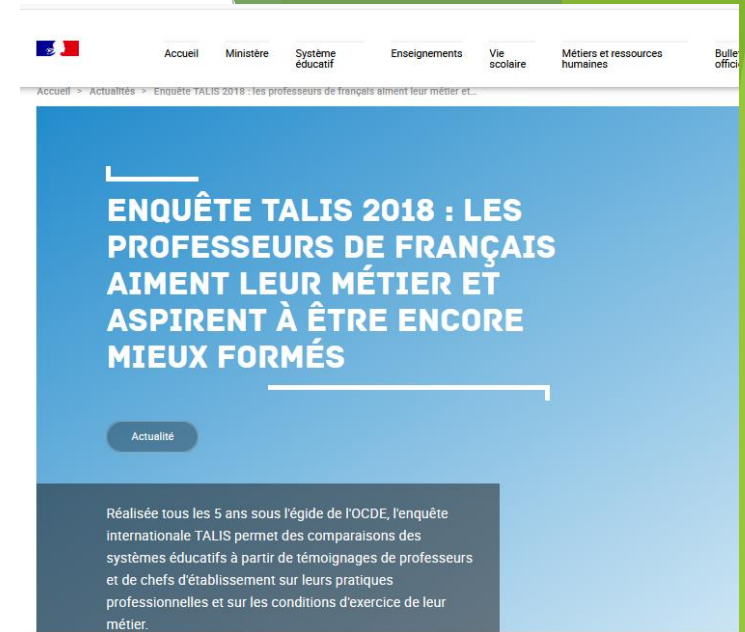 Accueil Ministère Système éducatif Enseignements Vie scolaire Métiers et ressources humaines
Accueil > Actualités > Enquête TALIS 2018 : les professeurs de français aiment leur métier et...
ENQUÊTE TALIS 2018 : LES
PROFESSEURS DE FRANÇAIS
AIMENT LEUR MÉTIER ET
ASPIRENT À ÊTRE ENCORE
MIEUX FORMÉS
Actualité
Réalisée tous les 5 ans sous l'égide de l'OCDE, l'enquête
internationale TALIS permet des comparaisons des
systèmes éducatifs à partir de témoignages de professeurs
et de chefs d'établissement sur leurs pratiques
professionnelles et sur les conditions d'exercice de leur
métier.